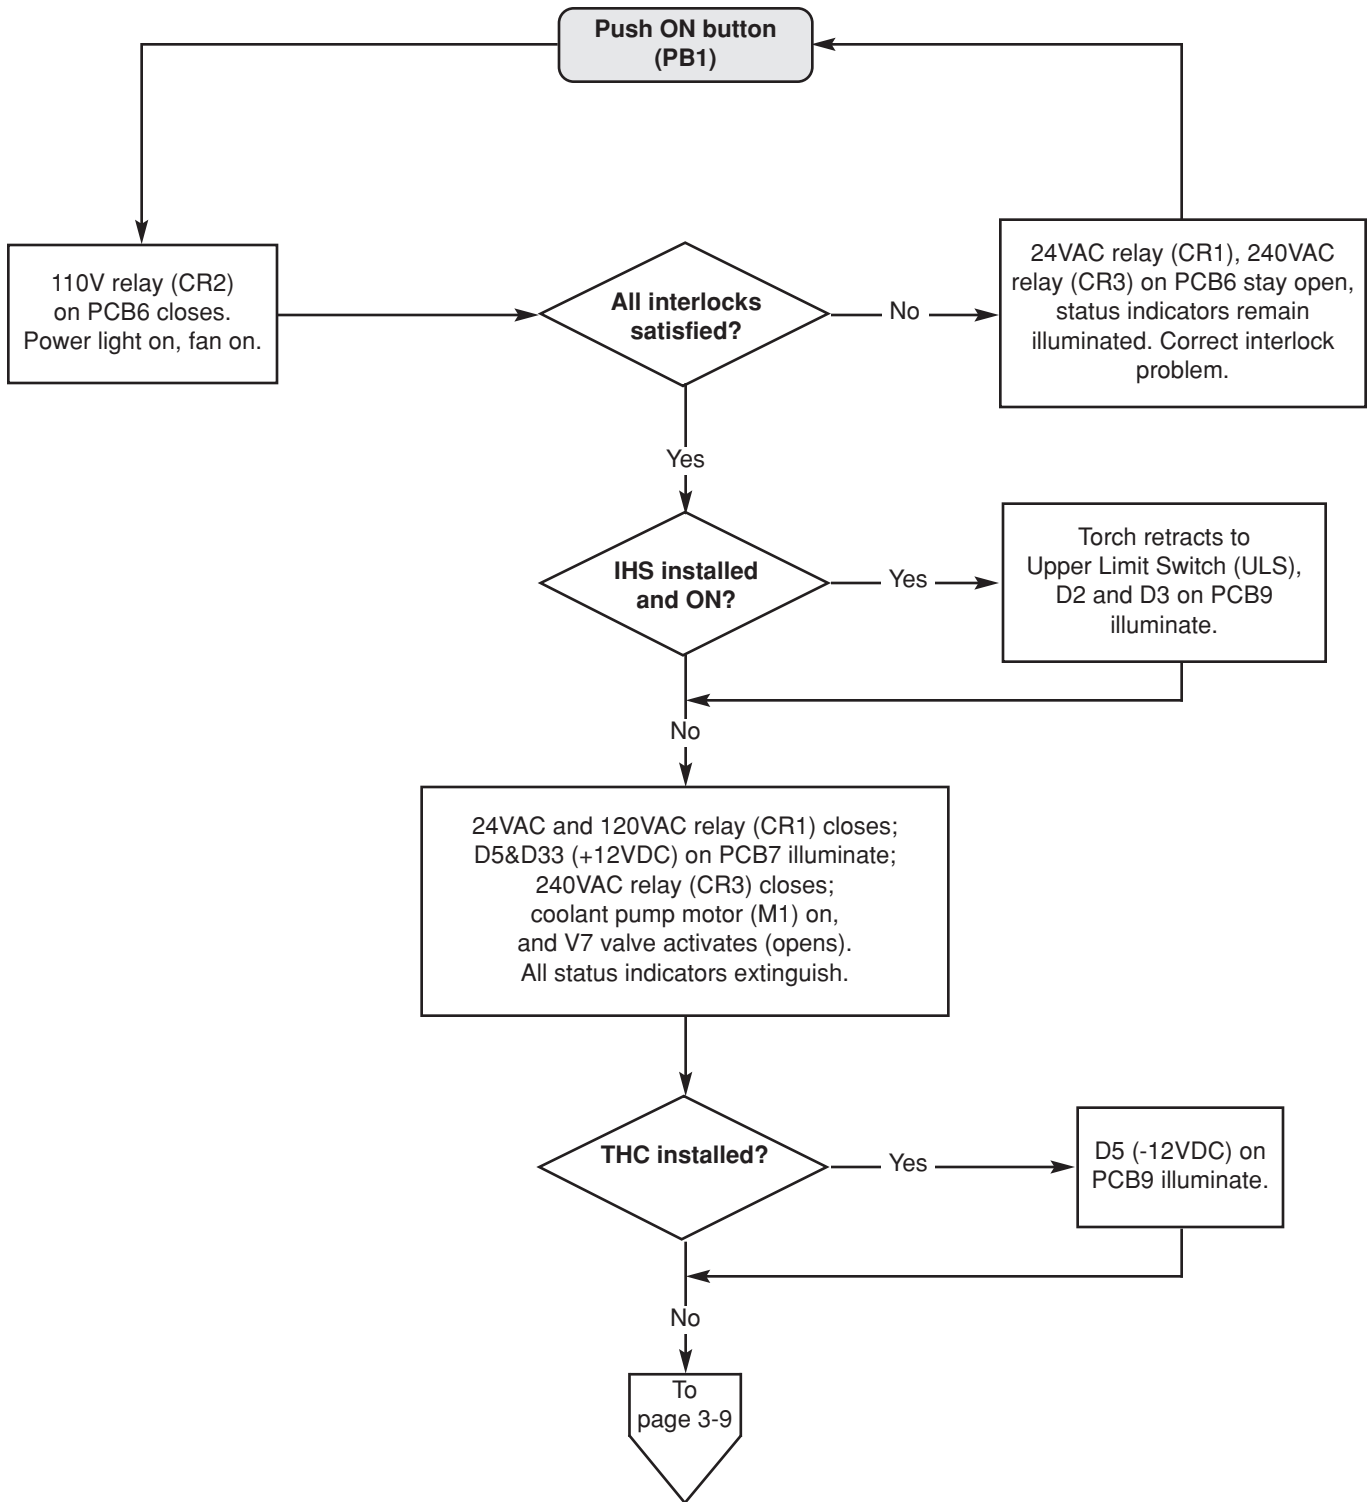 Push ON button
(PB1)
110V relay (CR2)
on PCB6 closes.
Power light on, fan on.
All interlocks
satisfied?
No
24VAC relay (CR1), 240VAC
relay (CR3) on PCB6 stay open,
status indicators remain
illuminated. Correct interlock
problem.
Yes
IHS installed
and ON?
Yes
Torch retracts to
Upper Limit Switch (ULS),
D2 and D3 on PCB9
illuminate.
No
24VAC and 120VAC relay (CR1) closes;
D5&D33 (+12VDC) on PCB7 illuminate;
240VAC relay (CR3) closes;
coolant pump motor (M1) on,
and V7 valve activates (opens).
All status indicators extinguish.
THC installed?
Yes
D5 (-12VDC) on
PCB9 illuminate.
No
To
page 3-9